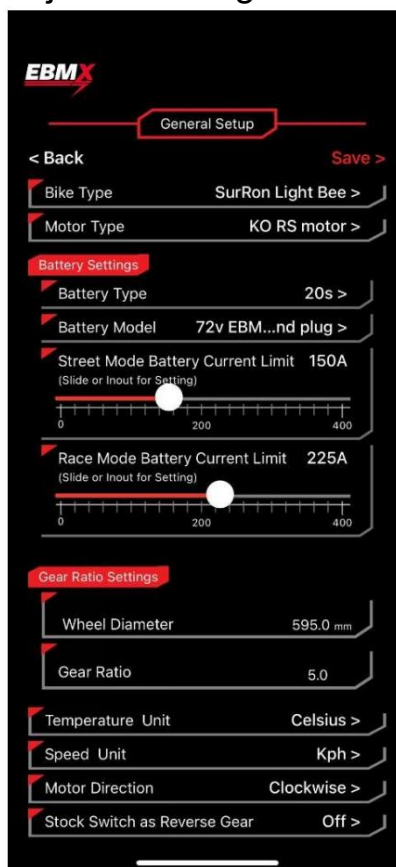 EBMX
General Setup
< Back Save >
Bike Type SurRon Light Bee >
Motor Type KO RS motor >
Battery Settings
Battery Type 20s >
Battery Model 72v EBM...nd plug >
Street Mode Battery Current Limit 150A
(Slide or Inout for Setting)
0 200 400
Race Mode Battery Current Limit 225A
(Slide or Inout for Setting)
0 200 400
Gear Ratio Settings
Wheel Diameter 595.0 mm
Gear Ratio 5.0
Temperature Unit Celsius >
Speed Unit Kph >
Motor Direction Clockwise >
Stock Switch as Reverse Gear Off >